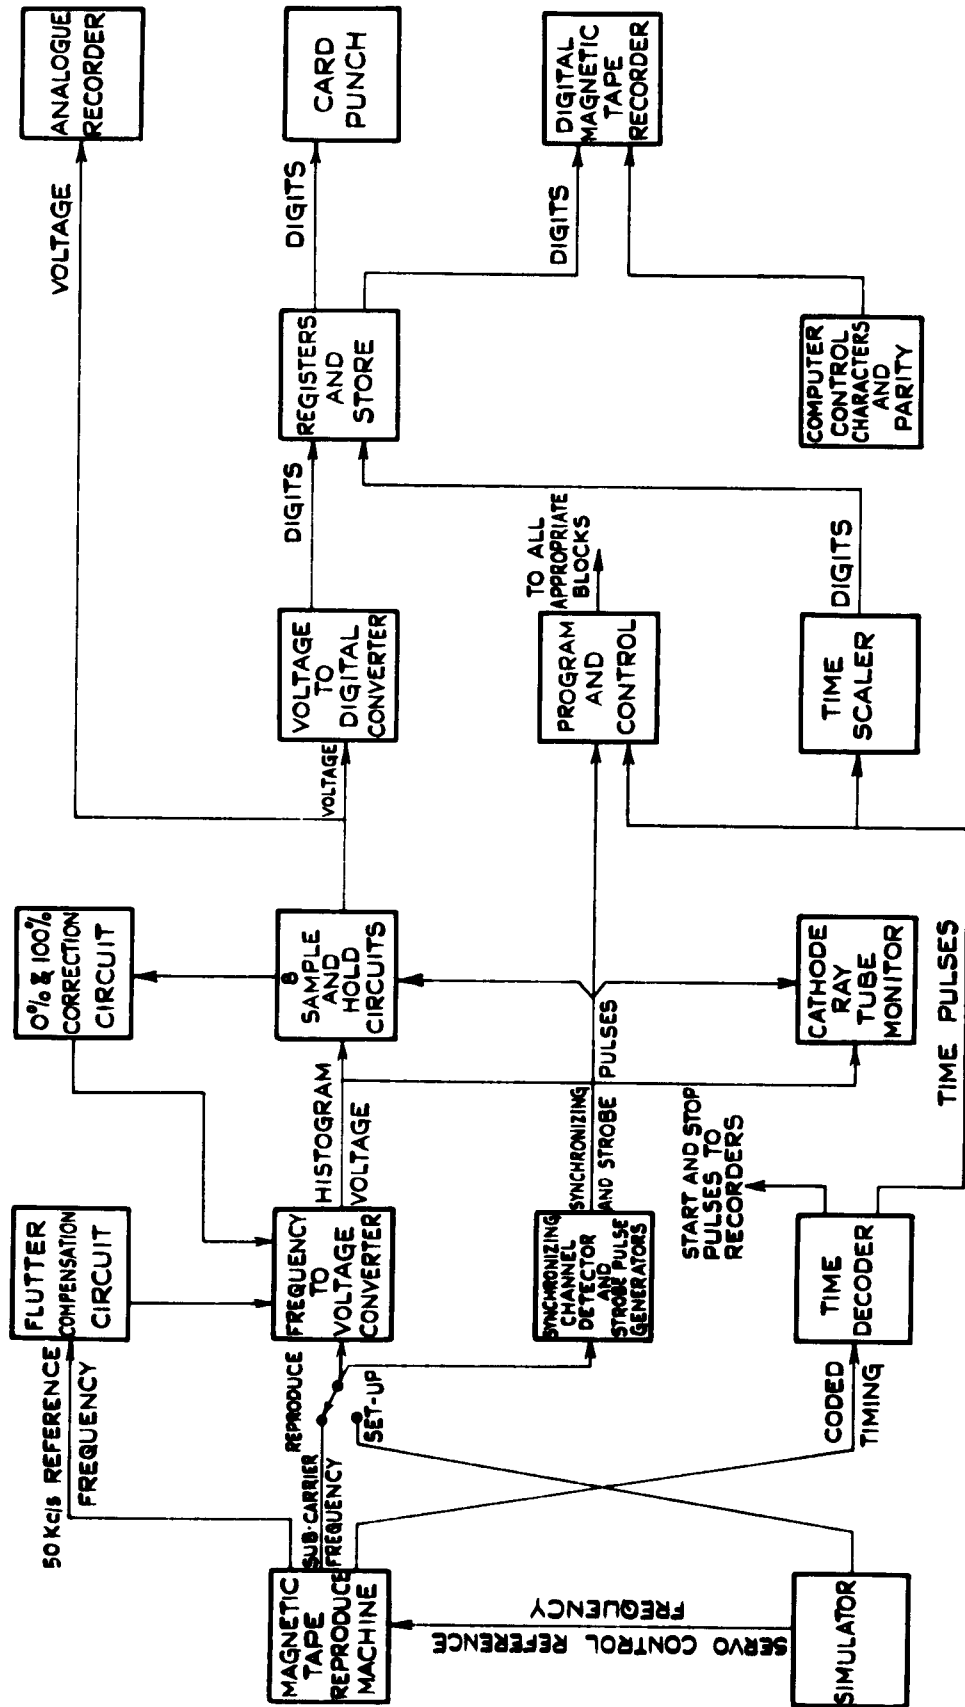 50 Kc/s REFERENCE
FREQUENCY
FLUTTER
COMPENSATION
CIRCUIT
0% & 100%
CORRECTION
CIRCUIT
VOLTAGE
ANALOGUE
RECORDER
MAGNETIC
TAPE
REPRODUCE
MACHINE
SUB-CARRIER
FREQUENCY
REPRODUCE
SET-UP
FREQUENCY
TO
VOLTAGE
CONVERTER
HISTOGRAM
VOLTAGE
8
SAMPLE
AND
HOLD
CIRCUITS
VOLTAGE
VOLTAGE
TO
DIGITAL
CONVERTER
DIGITS
REGISTERS
AND
STORE
DIGITS
CARD
PUNCH
SYNCHRONIZING
CHANNEL
DETECTOR
AND
STROBE PULSE
GENERATORS
SYNCHRONIZING
AND STROBE PULSES
PROGRAM
AND
CONTROL
TO ALL
APPROPRIATE
BLOCKS
DIGITS
DIGITAL
MAGNETIC
TAPE
RECORDER
SERVO CONTROL REFERENCE
FREQUENCY
START AND STOP
PULSES TO
RECORDERS
SIMULATOR
CODED
TIMING
TIME
DECODER
CATHODE
RAY
TUBE
MONITOR
TIME PULSES
TIME
SCALER
DIGITS
COMPUTER
CONTROL
CHARACTERS
AND
PARITY